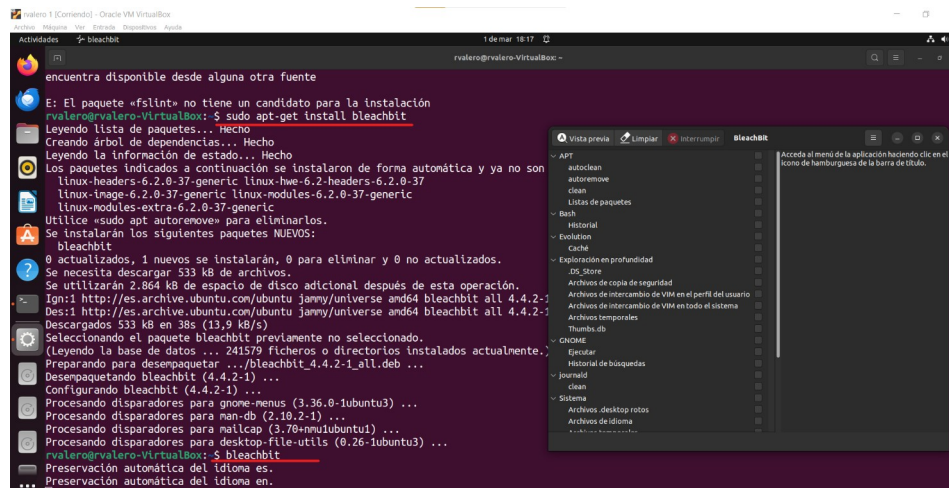 rvalero 1 [Corriendo] - Oracle VM VirtualBox
Archivo Máquina Ver Entrada Dispositivos Ayuda
Actividades bleachbit 1 de mar 18:17
rvalero@rvalero-VirtualBox: ~
encuentra disponible desde alguna otra fuente
E: El paquete «fslint» no tiene un candidato para la instalación
rvalero@rvalero-VirtualBox:~$ sudo apt-get install bleachbit
Leyendo lista de paquetes... Hecho
Creando árbol de dependencias... Hecho
Leyendo la información de estado... Hecho
Los paquetes indicados a continuación se instalaron de forma automática y ya no son
linux-headers-6.2.0-37-generic linux-hwe-6.2-headers-6.2.0-37
linux-image-6.2.0-37-generic linux-modules-6.2.0-37-generic
linux-modules-extra-6.2.0-37-generic
Utilice «sudo apt autoremove» para eliminarlos.
Se instalarán los siguientes paquetes NUEVOS:
bleachbit
0 actualizados, 1 nuevos se instalarán, 0 para eliminar y 0 no actualizados.
Se necesita descargar 533 kB de archivos.
Se utilizarán 2.864 kB de espacio de disco adicional después de esta operación.
Ign:1 http://es.archive.ubuntu.com/ubuntu jammy/universe amd64 bleachbit all 4.4.2-1
Des:1 http://es.archive.ubuntu.com/ubuntu jammy/universe amd64 bleachbit all 4.4.2-1
Descargados 533 kB en 38s (13,9 kB/s)
Seleccionando el paquete bleachbit previamente no seleccionado.
(Leyendo la base de datos ... 241579 ficheros o directorios instalados actualmente.)
Preparando para desempaquetar .../bleachbit_4.4.2-1_all.deb ...
Desempaquetando bleachbit (4.4.2-1) ...
Configurando bleachbit (4.4.2-1) ...
Procesando disparadores para gnome-menus (3.36.0-1ubuntu3) ...
Procesando disparadores para man-db (2.10.2-1) ...
Procesando disparadores para mailcap (3.70+nmu1ubuntu1) ...
Procesando disparadores para desktop-file-utils (0.26-1ubuntu3) ...
rvalero@rvalero-VirtualBox:~$ bleachbit
Preservación automática del idioma es.
Preservación automática del idioma en.
Vista previa Limpiar Interrumpir BleachBit
APT
autoclean
autoremove
clean
Listas de paquetes
Bash
Historial
Evolution
Caché
Exploración en profundidad
.DS_Store
Archivos de copia de seguridad
Archivos de intercambio de VIM en el perfil del usuario
Archivos de intercambio de VIM en todo el sistema
Archivos temporales
Thumbs.db
GNOME
Ejecutar
Historial de búsquedas
journald
clean
Sistema
Archivos .desktop rotos
Archivos de idioma
Acceda al menú de la aplicación haciendo clic en el
icono de hamburguesa de la barra de título.